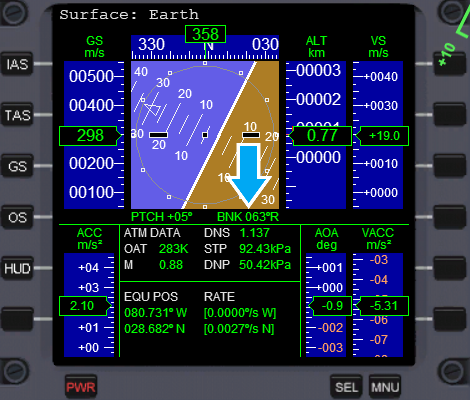 Surface: Earth
GS 358 ALT VS
m/s 330 N 030 km m/s
IAS
TAS
GS
OS
HUD
00500
00400
298
00200
00100
40
30
20
10
30
20
10
10
20
10
20
30
00003
00002
0.77
00000
+10
+0040
+0030
+19.0
+0010
+0000
PTCH +05° BNK 063°R
ACC ATM DATA DNS 1.137 AOA VACC
m/s² OAT 283K STP 92.43kPa deg m/s²
M 0.88 DNP 50.42kPa
+04
+03
2.10
+01
+00
EQU POS RATE
080.731° W [0.0000°/s W]
028.682° N [0.0027°/s N]
+001
+000
-0.9
-002
-003
-03
-04
-5.31
-06
-07
-08
PWR SEL MNU